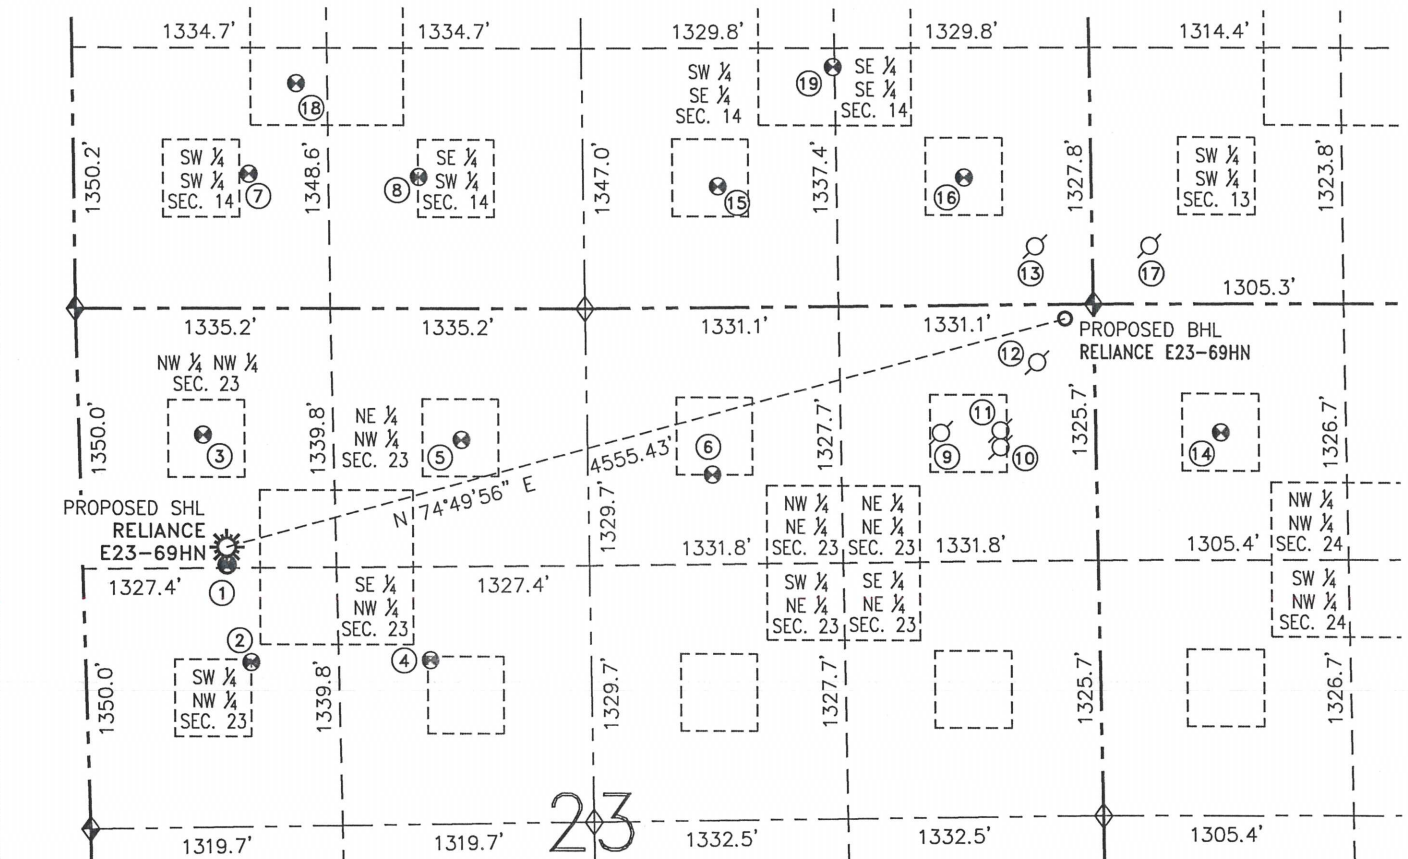 1334.7'
1334.7'
1329.8'
1329.8'
1314.4'
18
SW ¼
SE ¼
SEC. 14
19
SE ¼
SE ¼
SEC. 14
1350.2'
SW ¼
SW ¼
SEC. 14
7
1348.6'
8
SE ¼
SW ¼
SEC. 14
1347.0'
15
1337.4'
16
1327.8'
SW ¼
SW ¼
SEC. 13
1323.8'
13
17
1305.3'
1335.2'
1335.2'
1331.1'
1331.1'
PROPOSED BHL
RELIANCE E23-69HN
12
NW ¼ NW ¼
SEC. 23
1350.0'
3
1339.8'
NE ¼
NW ¼
SEC. 23
5
6
1327.7'
11
9
10
1325.7'
14
1326.7'
N 74°49'56" E
4555.43'
1329.7'
PROPOSED SHL
RELIANCE
E23-69HN
NW ¼
NE ¼
SEC. 23
NE ¼
NE ¼
SEC. 23
NW ¼
NW ¼
SEC. 24
1331.8'
1331.8'
1305.4'
1327.4'
1
1327.4'
SE ¼
NW ¼
SEC. 23
SW ¼
NE ¼
SEC. 23
SE ¼
NE ¼
SEC. 23
SW ¼
NW ¼
SEC. 24
2
4
1350.0'
SW ¼
NW ¼
SEC. 23
1339.8'
1329.7'
1327.7'
1325.7'
1326.7'
23
1319.7'
1319.7'
1332.5'
1332.5'
1305.4'